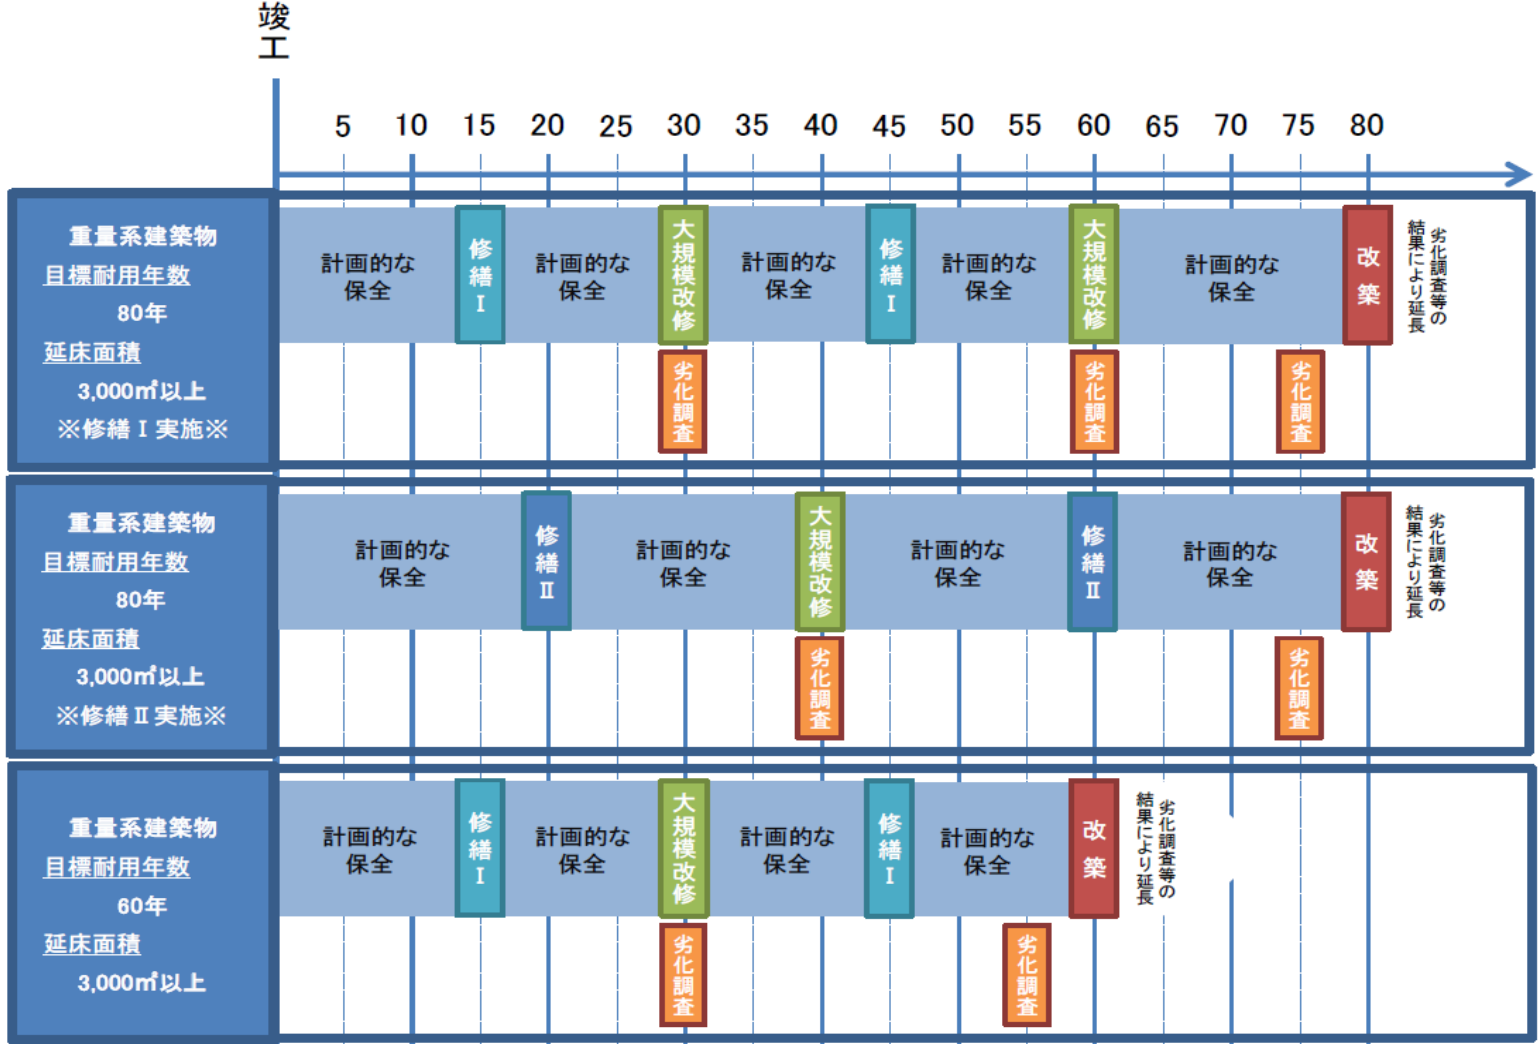 竣
工
5 10 15 20 25 30 35 40 45 50 55 60 65 70 75 80
重量系建築物
目標耐用年数
80年
延床面積
3,000㎡以上
※修繕Ⅰ実施※
計画的な
保全
修繕Ⅰ
計画的な
保全
大規模改修
劣化調査
計画的な
保全
修繕Ⅰ
計画的な
保全
大規模改修
劣化調査
計画的な
保全
劣化調査
改築
劣化調査等の
結果により延長
重量系建築物
目標耐用年数
80年
延床面積
3,000㎡以上
※修繕Ⅱ実施※
計画的な
保全
修繕Ⅱ
計画的な
保全
大規模改修
劣化調査
計画的な
保全
修繕Ⅱ
計画的な
保全
劣化調査
改築
劣化調査等の
結果により延長
重量系建築物
目標耐用年数
60年
延床面積
3,000㎡以上
計画的な
保全
修繕Ⅰ
計画的な
保全
大規模改修
劣化調査
計画的な
保全
修繕Ⅰ
計画的な
保全
劣化調査
改築
劣化調査等の
結果により延長